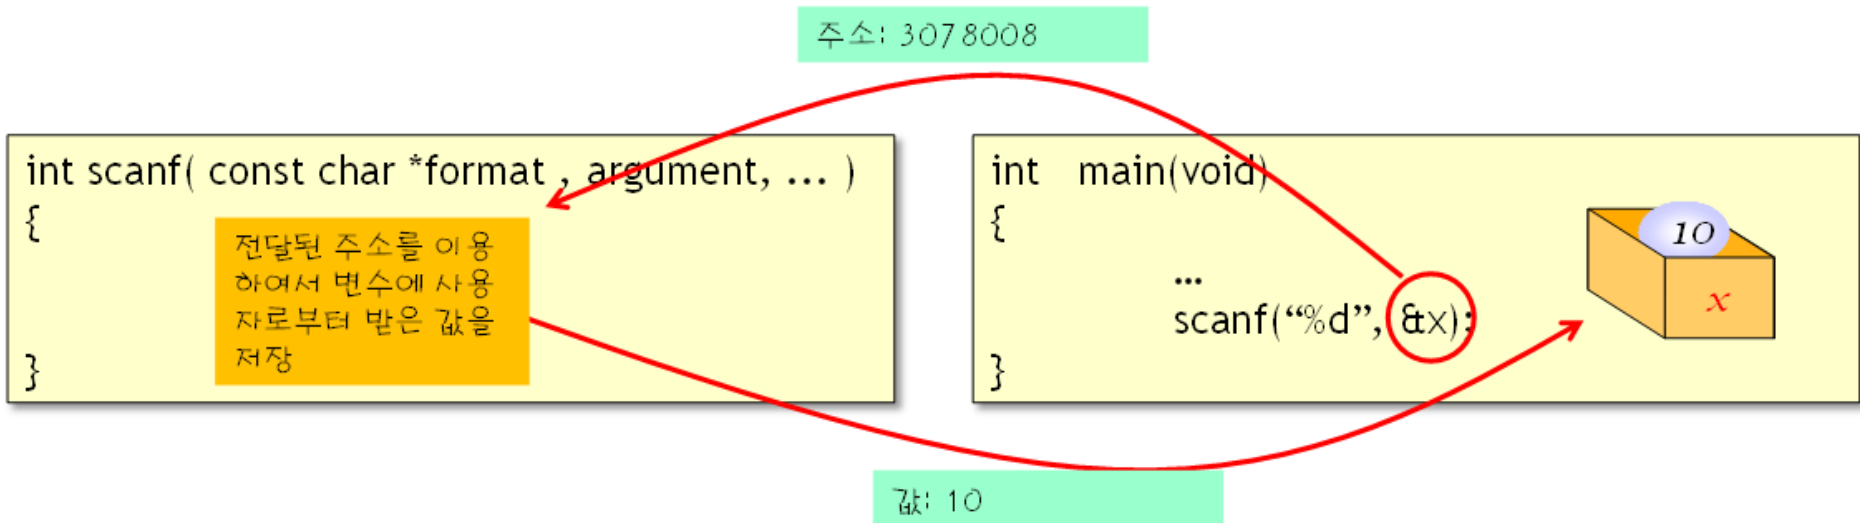 주소: 3078008
int scanf( const char *format , argument, ... )
{
전달된 주소를 이용
하여서 변수에 사용
자로부터 받은 값을
저장
}
int main(void)
{
...
scanf(“%d”, &x);
}
10
x
값: 10